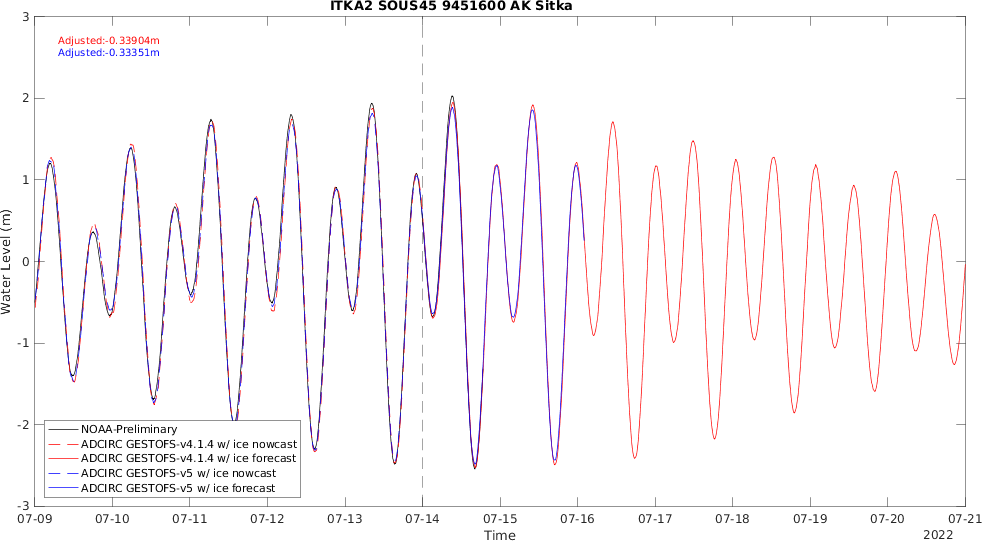 ITKA2 SOUS45 9451600 AK Sitka
Adjusted:-0.33904m
Adjusted:-0.33351m
3
2
1
0
-1
-2
-3
Water Level (m)
NOAA-Preliminary
ADCIRC GESTOFS-v4.1.4 w/ ice nowcast
ADCIRC GESTOFS-v4.1.4 w/ ice forecast
ADCIRC GESTOFS-v5 w/ ice nowcast
ADCIRC GESTOFS-v5 w/ ice forecast
07-09 07-10 07-11 07-12 07-13 07-14 07-15 07-16 07-17 07-18 07-19 07-20 07-21
Time
2022